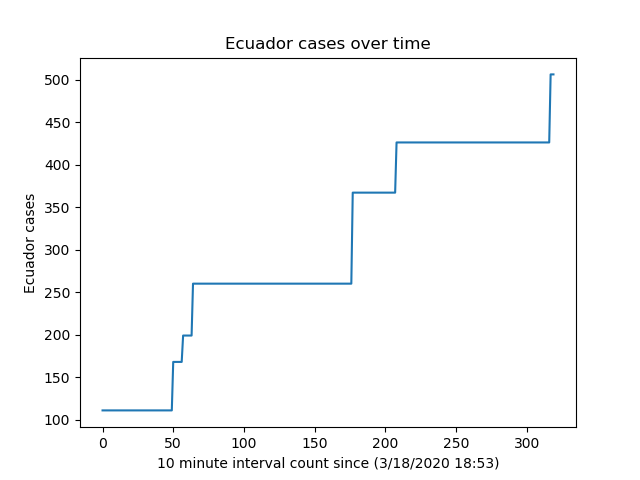 Ecuador cases over time
500
450
400
350
300
250
200
150
100
Ecuador cases
0 50 100 150 200 250 300
10 minute interval count since (3/18/2020 18:53)